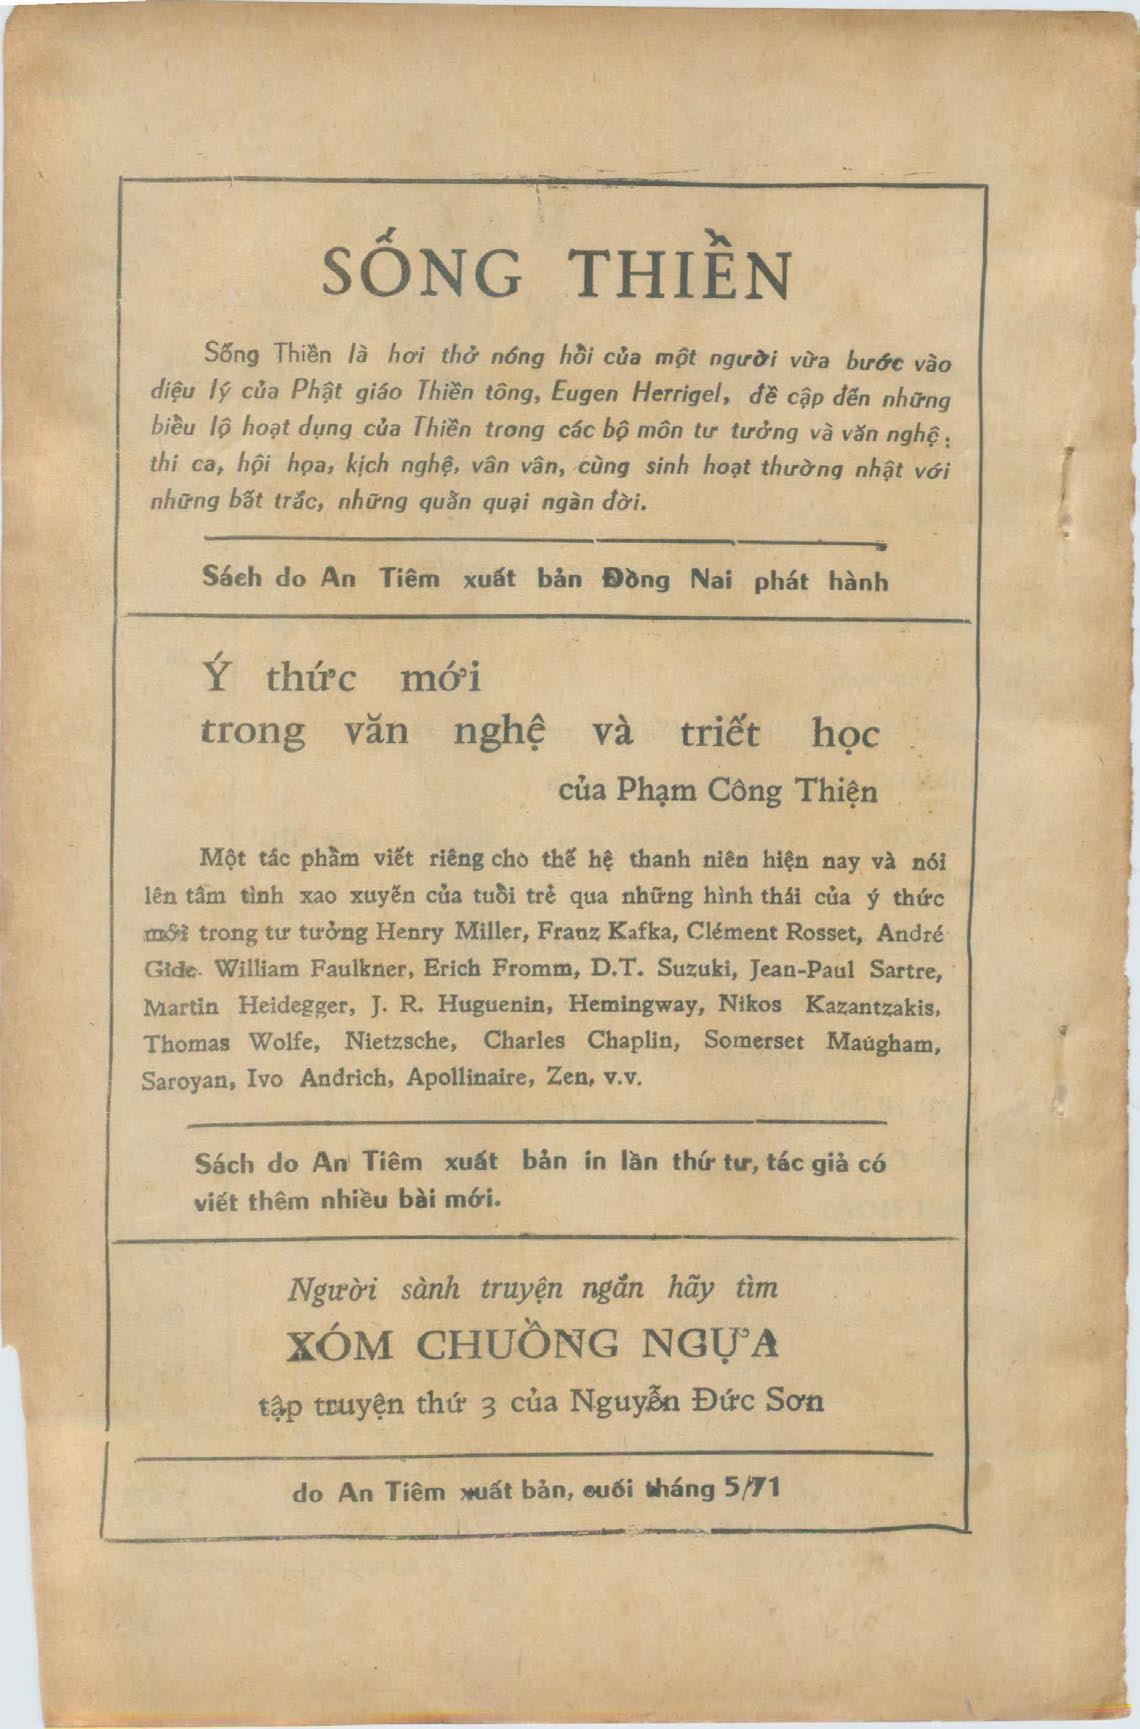 SỐNG THIỀN
Sống Thiền là hơi thở nóng hồi của một người vừa bước vào
diệu lý của Phật giáo Thiền tông, Eugen Herrigel, đề cập đến những
biểu lộ hoạt dụng của Thiền trong các bộ môn tư tưởng và văn nghệ:
thi ca, hội họa, kịch nghệ, vân vân, cùng sinh hoạt thường nhật với
những bất trắc, những quằn quại ngàn đời.
Sách do An Tiêm xuất bản Đồng Nai phát hành
Ý thức mới
trong văn nghệ và triết học
của Phạm Công Thiện
Một tác phẩm viết riêng cho thế hệ thanh niên hiện nay và nói
lên tâm tình xao xuyến của tuổi trẻ qua những hình thái của ý thức
mới trong tư tưởng Henry Miller, Franz Kafka, Clément Rosset, André
Gide. William Faulkner, Erich Fromm, D.T. Suzuki, Jean-Paul Sartre,
Martin Heidegger, J. R. Huguenin, Hemingway, Nikos Kazantzakis,
Thomas Wolfe, Nietzsche, Charles Chaplin, Somerset Maugham,
Saroyan, Ivo Andrich, Apollinaire, Zen, v.v.
Sách do An Tiêm xuất bản in lần thứ tư, tác giả có
viết thêm nhiều bài mới.
Người sành truyện ngắn hãy tìm
XÓM CHUỒNG NGỰA
tập truyện thứ 3 của Nguyễn Đức Sơn
do An Tiêm xuất bản, cuối tháng 5/71